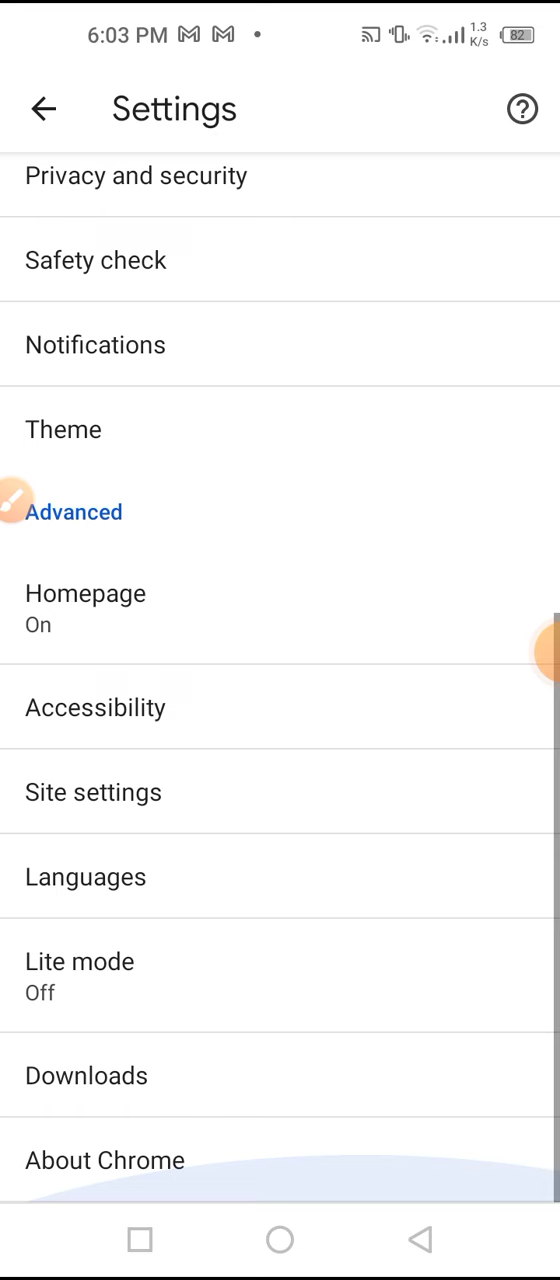 6:03 PM
1.3
K/s
82
Settings
Privacy and security
Safety check
Notifications
Theme
Advanced
Homepage
On
Accessibility
Site settings
Languages
Lite mode
Off
Downloads
About Chrome